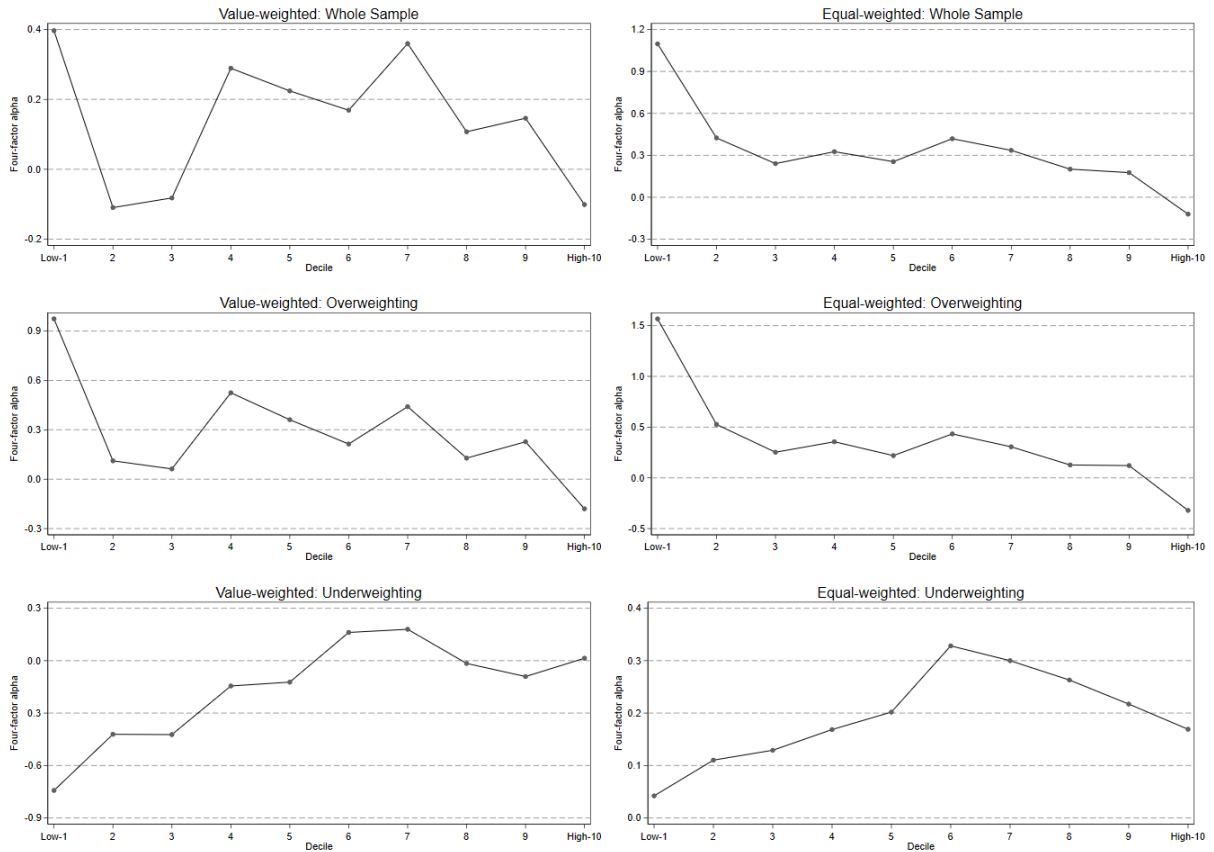 Value-weighted: Whole Sample
Four-factor alpha
0.4
0.2
0.0
-0.2
Low-1 2 3 4 5 6 7 8 9 High-10
Decile
Equal-weighted: Whole Sample
Four-factor alpha
1.2
0.9
0.6
0.3
0.0
-0.3
Low-1 2 3 4 5 6 7 8 9 High-10
Decile
Value-weighted: Overweighting
Four-factor alpha
0.9
0.6
0.3
0.0
-0.3
Low-1 2 3 4 5 6 7 8 9 High-10
Decile
Equal-weighted: Overweighting
Four-factor alpha
1.5
1.0
0.5
0.0
-0.5
Low-1 2 3 4 5 6 7 8 9 High-10
Decile
Value-weighted: Underweighting
Four-factor alpha
0.3
0.0
0.3
-0.6
-0.9
Low-1 2 3 4 5 6 7 8 9 High-10
Decile
Equal-weighted: Underweighting
Four-factor alpha
0.4
0.3
0.2
0.1
0.0
Low-1 2 3 4 5 6 7 8 9 High-10
Decile